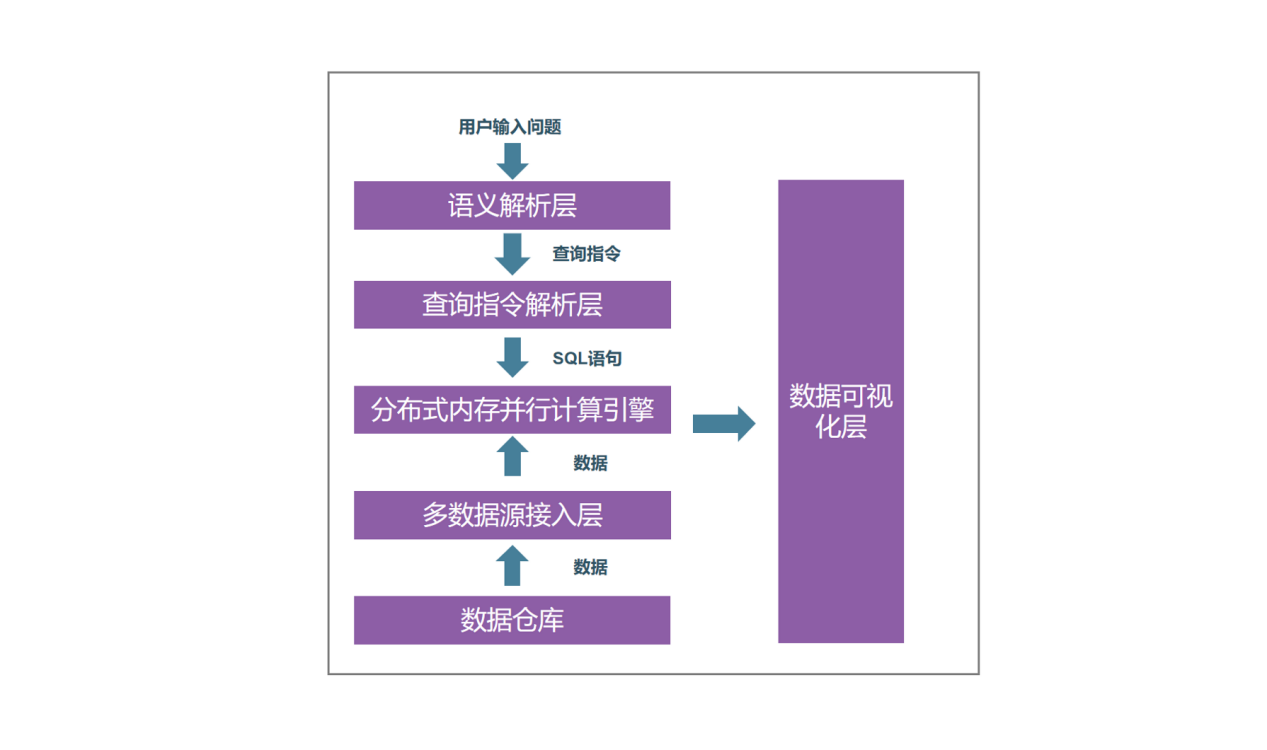 用户输入问题
语义解析层
查询指令
查询指令解析层
SQL语句
分布式内存并行计算引擎
数据
多数据源接入层
数据
数据仓库
数据可视
化层